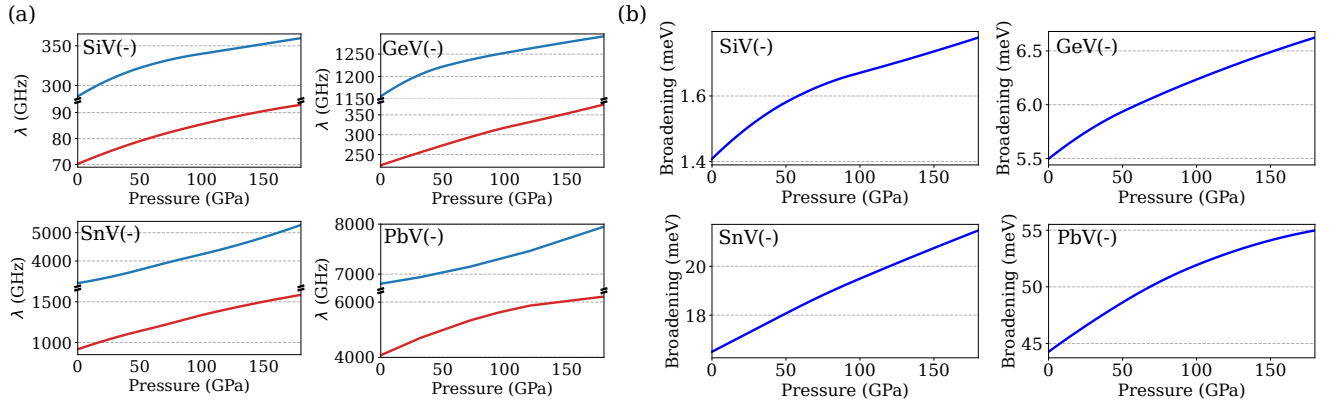 (a)
(b)
SiV(-)
λ (GHz)
350
300
90
80
70
0 50 100 150
Pressure (GPa)
GeV(-)
λ (GHz)
1250
1200
1150
350
300
250
0 50 100 150
Pressure (GPa)
SiV(-)
Broadening (meV)
1.6
1.4
0 50 100 150
Pressure (GPa)
GeV(-)
Broadening (meV)
6.5
6.0
5.5
0 50 100 150
Pressure (GPa)
SnV(-)
λ (GHz)
5000
4000
1500
1000
0 50 100 150
Pressure (GPa)
PbV(-)
λ (GHz)
8000
7000
6000
4000
0 50 100 150
Pressure (GPa)
SnV(-)
Broadening (meV)
20
18
0 50 100 150
Pressure (GPa)
PbV(-)
Broadening (meV)
55
50
45
0 50 100 150
Pressure (GPa)